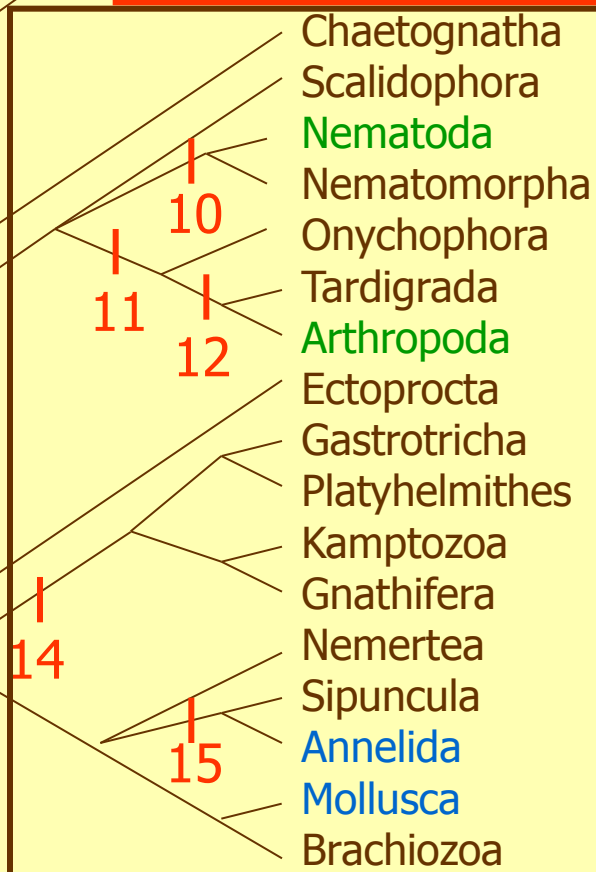 Chaetognatha
Scalidophora
Nematoda
Nematomorpha
10
Onychophora
11
Tardigrada
12
Arthropoda
Ectoprocta
Gastrotricha
Platyhelmithes
Kamptozoa
Gnathifera
14
Nemertea
Sipuncula
Annelida
15
Mollusca
Brachiozoa